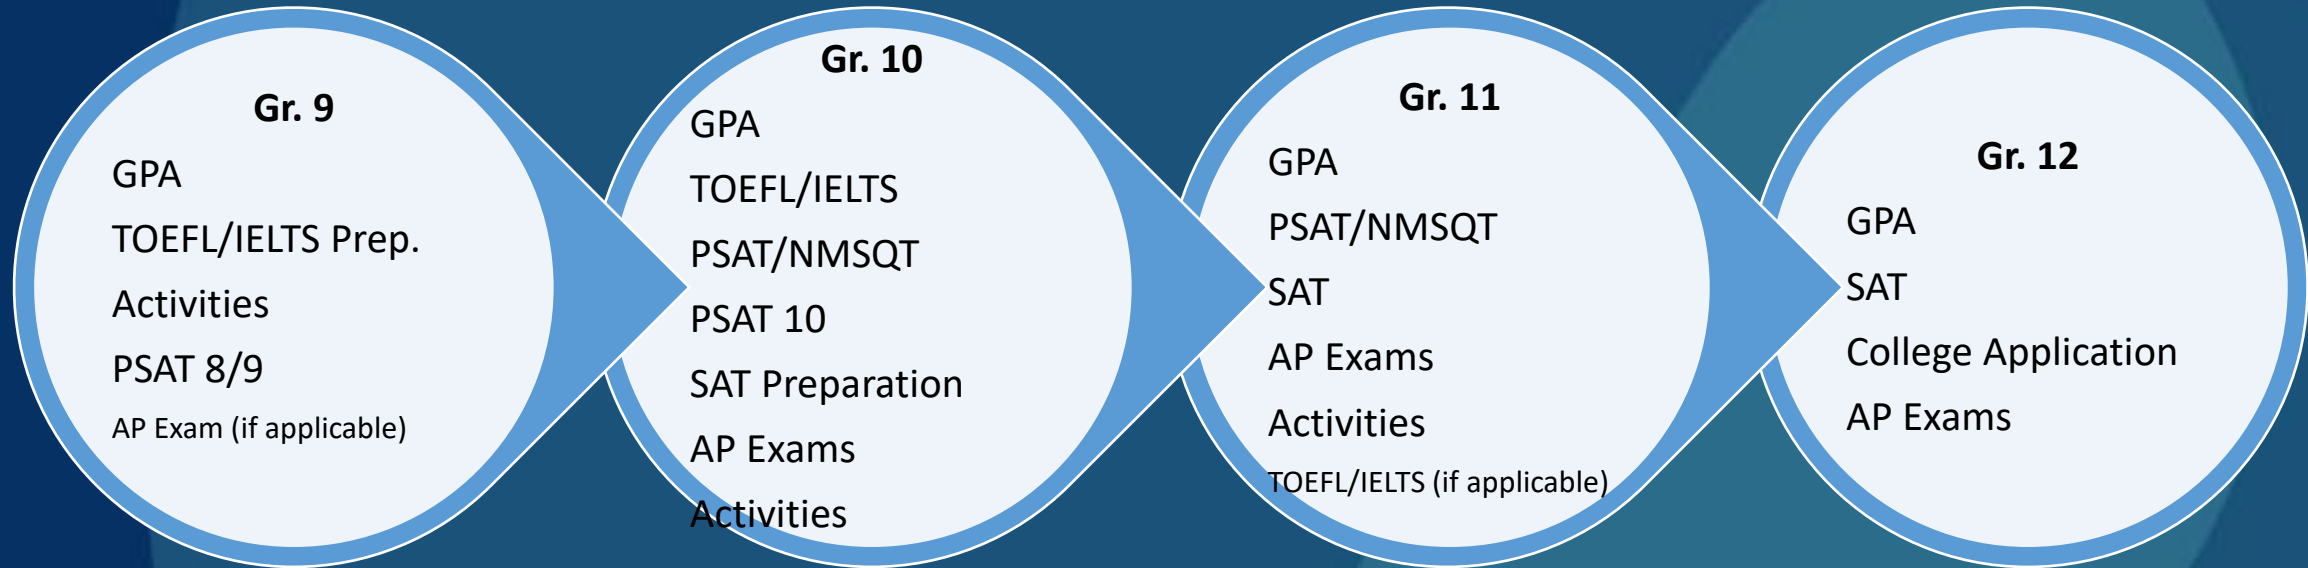 Gr. 9
GPA
TOEFL/IELTS Prep.
Activities
PSAT 8/9
AP Exam (if applicable)
Gr. 10
GPA
TOEFL/IELTS
PSAT/NMSQT
PSAT 10
SAT Preparation
AP Exams
Activities
Gr. 11
GPA
PSAT/NMSQT
SAT
AP Exams
Activities
TOEFL/IELTS (if applicable)
Gr. 12
GPA
SAT
College Application
AP Exams